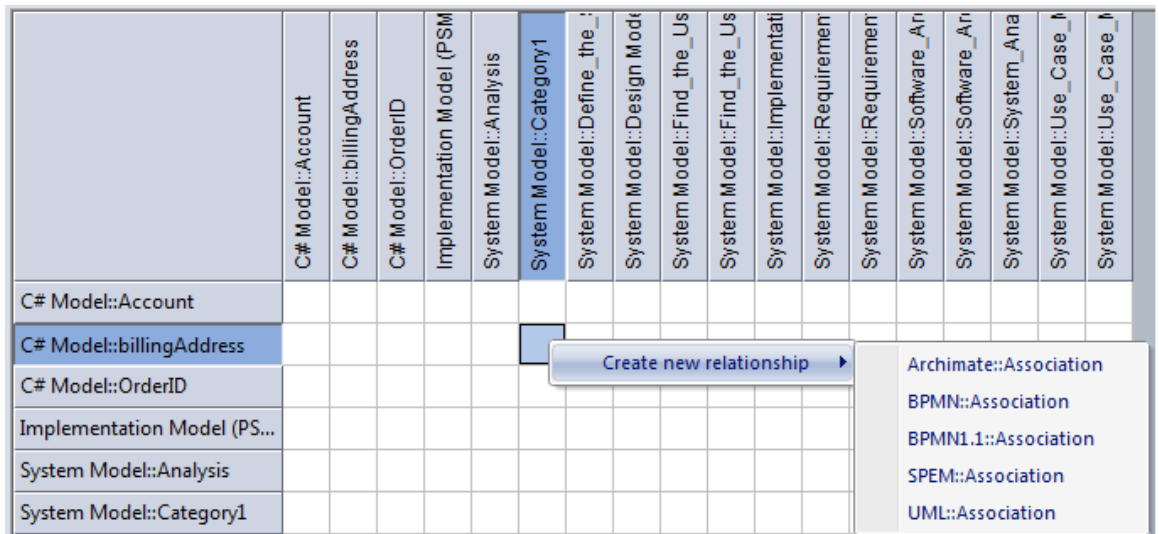 C# Model::Account
C# Model::billingAddress
C# Model::OrderID
Implementation Model (PSM
System Model::Analysis
System Model::Category1
System Model::Define_the_
System Model::Design Mode
System Model::Find_the_Us
System Model::Find_the_Us
System Model::Implementati
System Model::Requiremen
System Model::Requiremen
System Model::Software_Ar
System Model::Software_Ar
System Model::System_Ana
System Model::Use_Case_M
System Model::Use_Case_M
C# Model::Account
C# Model::billingAddress
Create new relationship
Archimate::Association
C# Model::OrderID
BPMN::Association
Implementation Model (PS...
BPMN1.1::Association
System Model::Analysis
SPEM::Association
System Model::Category1
UML::Association